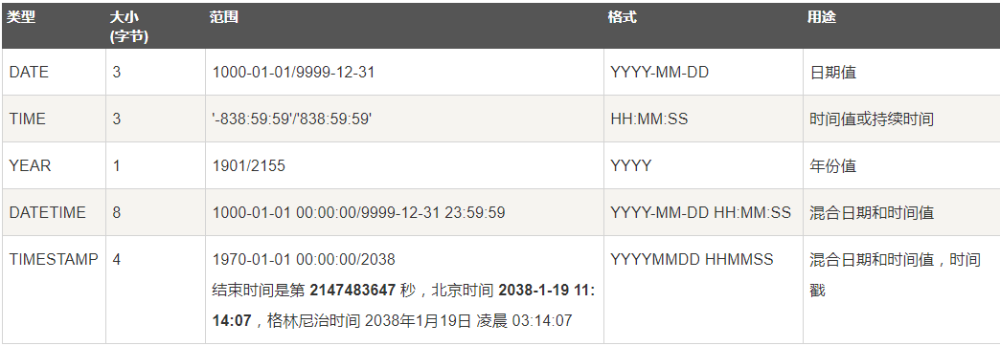 类型 大小 范围 格式 用途
(字节)
DATE 3 1000-01-01/9999-12-31 YYYY-MM-DD 日期值
TIME 3 '-838:59:59'/'838:59:59' HH:MM:SS 时间值或持续时间
YEAR 1 1901/2155 YYYY 年份值
DATETIME 8 1000-01-01 00:00:00/9999-12-31 23:59:59 YYYY-MM-DD HH:MM:SS 混合日期和时间值
TIMESTAMP 4 1970-01-01 00:00:00/2038 YYYYMMDD HHMMSS 混合日期和时间值，时间
结束时间是第 2147483647 秒，北京时间 2038-1-19 11: 戳
14:07，格林尼治时间 2038年1月19日 凌晨 03:14:07